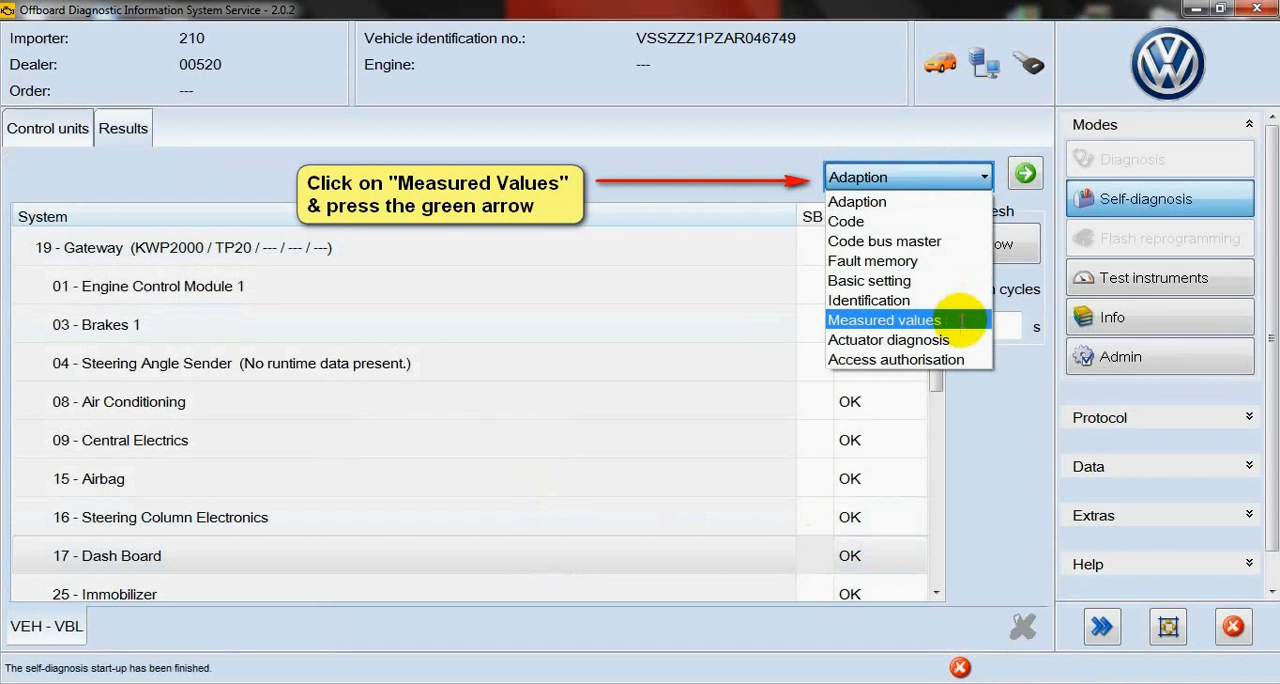 Offboard Diagnostic Information System Service - 2.0.2
Importer: 210
Dealer: 00520
Order: ---
Vehicle identification no.: VSSZZZ1PZAR046749
Engine: ---
Control units
Results
Click on "Measured Values"
& press the green arrow
Adaption
Adaption
Code
Code bus master
Fault memory
Basic setting
Identification
Measured values
Actuator diagnosis
Access authorisation
esh
ow
cycles
s
System SB
19 - Gateway (KWP2000 / TP20 / --- / --- / ---)
01 - Engine Control Module 1
03 - Brakes 1
04 - Steering Angle Sender (No runtime data present.)
08 - Air Conditioning OK
09 - Central Electrics OK
15 - Airbag OK
16 - Steering Column Electronics OK
17 - Dash Board OK
25 - Immobilizer OK
VEH - VBL
Modes
Diagnosis
Self-diagnosis
Flash reprogramming
Test instruments
Info
Admin
Protocol
Data
Extras
Help
The self-diagnosis start-up has been finished.